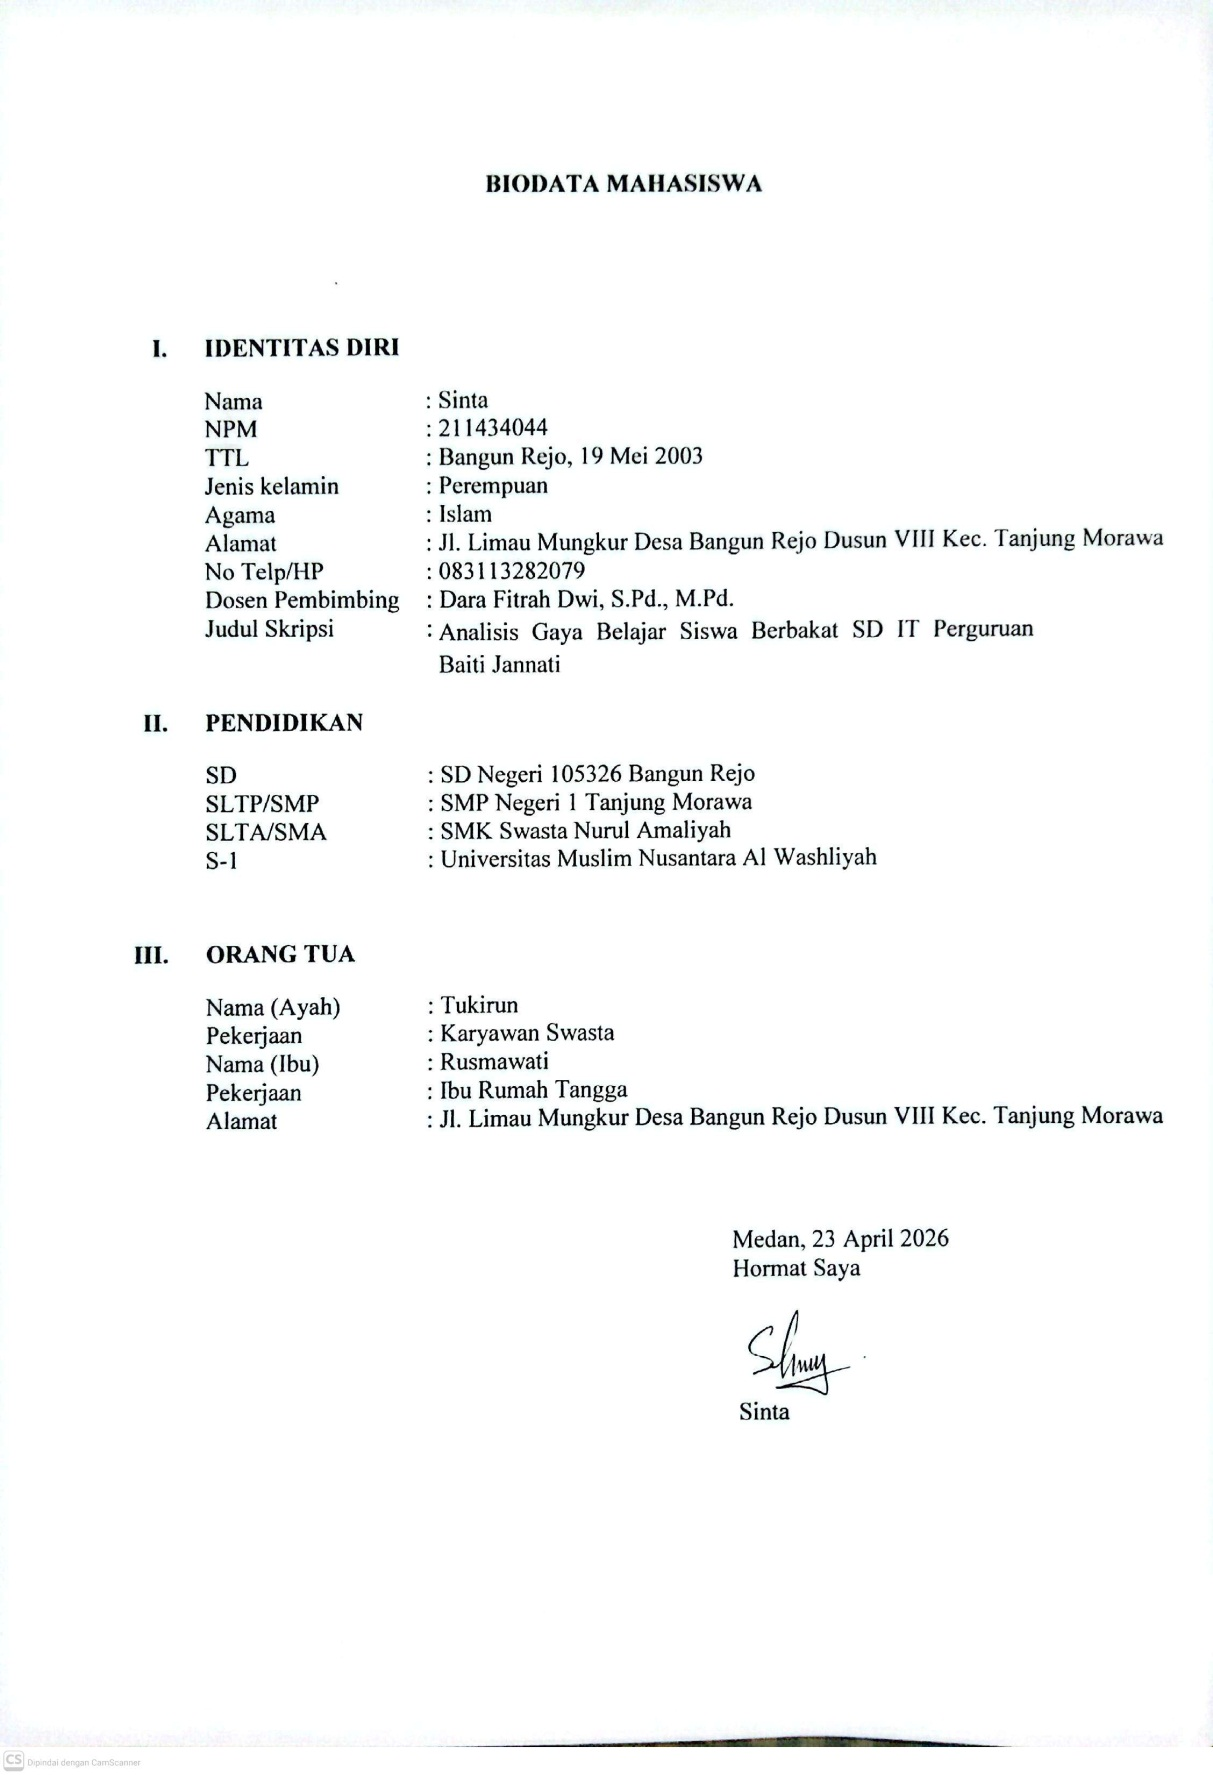 BIODATA MAHASISWA
I. IDENTITAS DIRI
Nama : Sinta
NPM : 211434044
TTL : Bangun Rejo, 19 Mei 2003
Jenis kelamin : Perempuan
Agama : Islam
Alamat : Jl. Limau Mungkur Desa Bangun Rejo Dusun VIII Kec. Tanjung Morawa
No Telp/HP : 083113282079
Dosen Pembimbing : Dara Fitrah Dwi, S.Pd., M.Pd.
Judul Skripsi : Analisis Gaya Belajar Siswa Berbakat SD IT Perguruan
Baiti Jannati
II. PENDIDIKAN
SD : SD Negeri 105326 Bangun Rejo
SLTP/SMP : SMP Negeri 1 Tanjung Morawa
SLTA/SMA : SMK Swasta Nurul Amaliyah
S-1 : Universitas Muslim Nusantara Al Washliyah
III. ORANG TUA
Nama (Ayah) : Tukirun
Pekerjaan : Karyawan Swasta
Nama (Ibu) : Rusmawati
Pekerjaan : Ibu Rumah Tangga
Alamat : Jl. Limau Mungkur Desa Bangun Rejo Dusun VIII Kec. Tanjung Morawa
Medan, 23 April 2026
Hormat Saya
Sinta
CS Dipindai dengan CamScanner